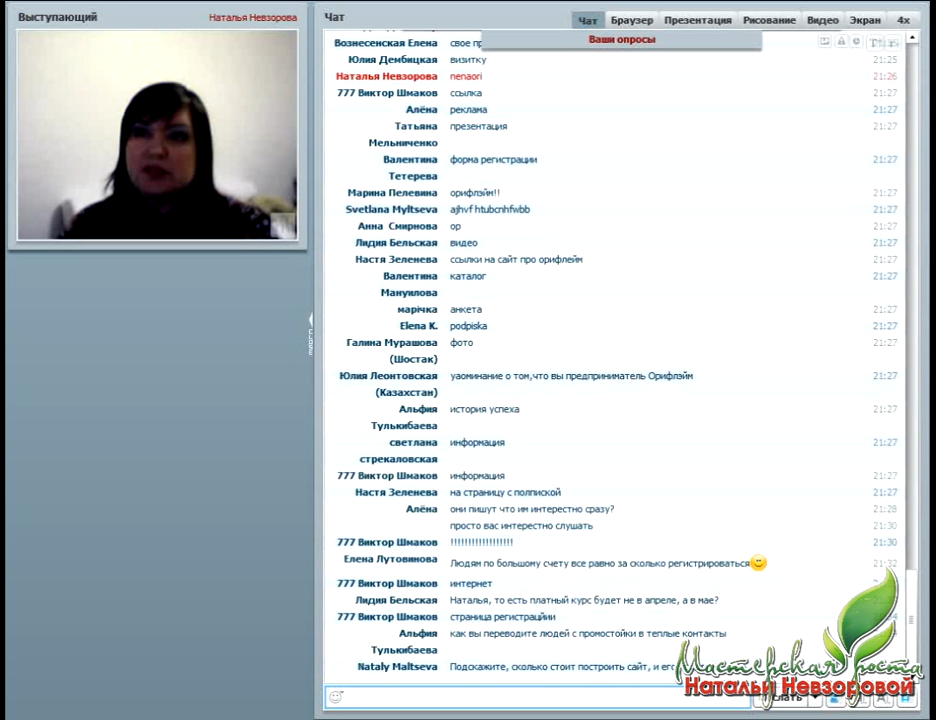 Выступающий
Наталья Невзорова
Чат
Чат Браузер Презентация Рисование Видео Экран 4x
Ваши опросы
Вознесенская Елена свое
Юлия Дембицкая визитку 21:25
Наталья Невзорова nenaori 21:26
777 Виктор Шмаков ссылка 21:27
Алёна реклама 21:27
Татьяна презентация 21:27
Мельниченко
Валентина форма регистрации 21:27
Тетерева
Марина Пелевина орифлэйм!! 21:27
Svetlana Myltseva ajhvf htubcnhfwbb 21:27
Анна Смирнова ор 21:27
Лидия Бельская видео 21:27
Настя Зеленева ссылки на сайт про орифлейм 21:27
Валентина каталог 21:27
Мануилова
марічка анкета 21:27
Elena K. podpiska 21:27
Галина Мурашова фото 21:27
(Шостак)
Юлия Леонтовская уаоминание о том,что вы предприниматель Орифлэйм 21:27
(Казахстан)
Альфия история успеха 21:27
Тулькибаева
светлана информация 21:27
стрекаловская
777 Виктор Шмаков информация 21:27
Настя Зеленева на страницу с полпиской 21:27
Алёна они пишут что им интересно сразу? 21:28
просто вас интересно слушать 21:30
777 Виктор Шмаков !!!!!!!!!!!!!!!!!! 21:30
Елена Лутовинова Людям по большому счету все равно за сколько регистрироваться 21:32
777 Виктор Шмаков интернет
Лидия Бельская Наталья, то есть платный курс будет не в апреле, а в мае?
777 Виктор Шмаков страница регистрацйии
Альфия как вы переводите людей с промостойки в теплые контакты
Тулькибаева
Nataly Maltseva Подскажите, сколько стоит построить сайт, и его
Мастерская роста
Натальи Невзоровой